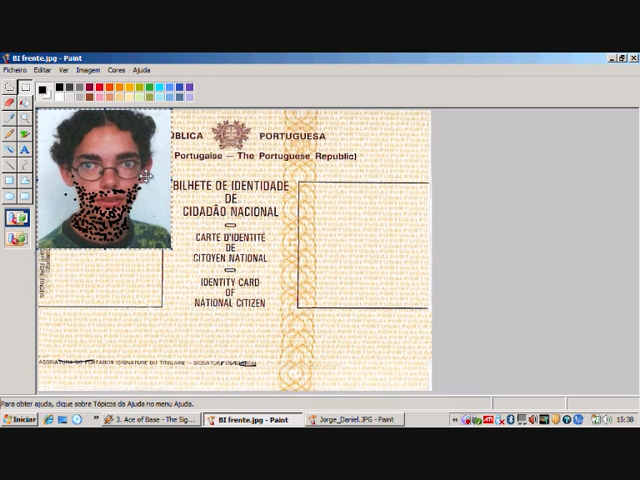 BI frente.jpg - Paint
Ficheiro Editar Ver Imagem Cores Ajuda
BLICA PORTUGUESA
Portugaise — The Portuguese Republic)
BILHETE DE IDENTIDADE
DE
CIDADÃO NACIONAL
CARTE D'IDENTITÉ
DE
CITOYEN NATIONAL
IDENTITY CARD
OF
NATIONAL CITIZEN
Para obter ajuda, clique sobre Tópicos da Ajuda no menu Ajuda.
Iniciar
3. Ace of Base - The Sig...
BI frente.jpg - Paint
Jorge_Daniel.JPG - Paint
15:38